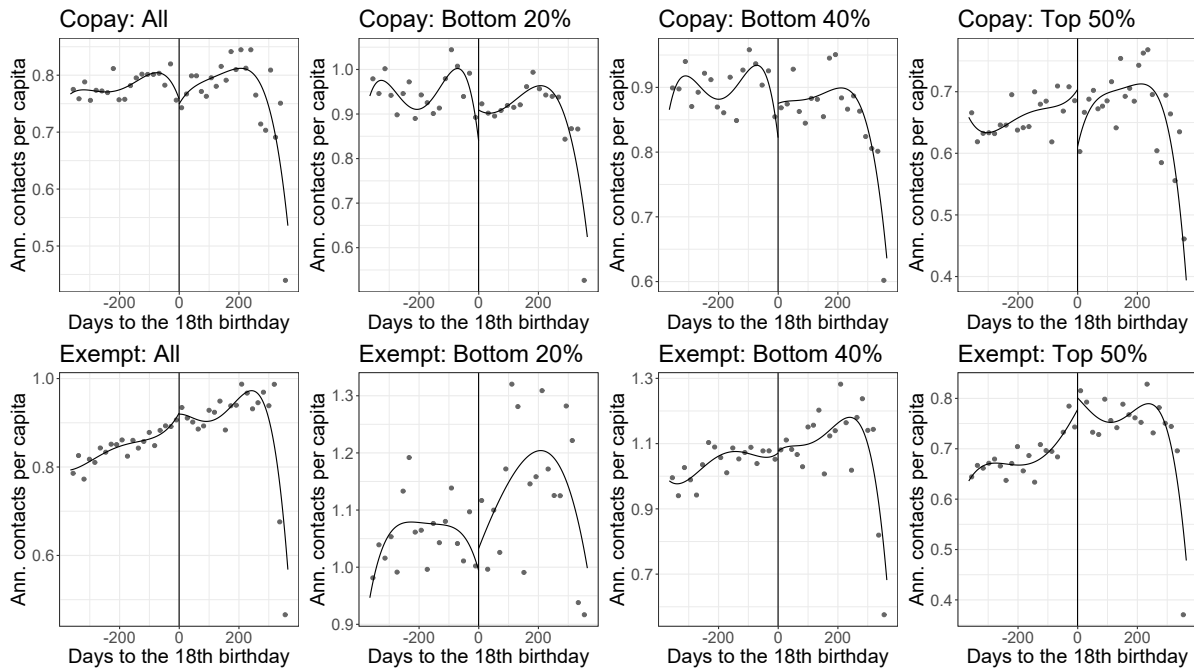 Copay: All
Ann. contacts per capita
0.8
0.7
0.6
0.5
-200 0 200
Days to the 18th birthday
Copay: Bottom 20%
Ann. contacts per capita
1.0
0.9
0.8
0.7
0.6
-200 0 200
Days to the 18th birthday
Copay: Bottom 40%
Ann. contacts per capita
0.9
0.8
0.7
0.6
-200 0 200
Days to the 18th birthday
Copay: Top 50%
Ann. contacts per capita
0.7
0.6
0.5
0.4
-200 0 200
Days to the 18th birthday
Exempt: All
Ann. contacts per capita
1.0
0.8
0.6
-200 0 200
Days to the 18th birthday
Exempt: Bottom 20%
Ann. contacts per capita
1.3
1.2
1.1
1.0
0.9
-200 0 200
Days to the 18th birthday
Exempt: Bottom 40%
Ann. contacts per capita
1.3
1.1
0.9
0.7
-200 0 200
Days to the 18th birthday
Exempt: Top 50%
Ann. contacts per capita
0.8
0.7
0.6
0.5
0.4
-200 0 200
Days to the 18th birthday